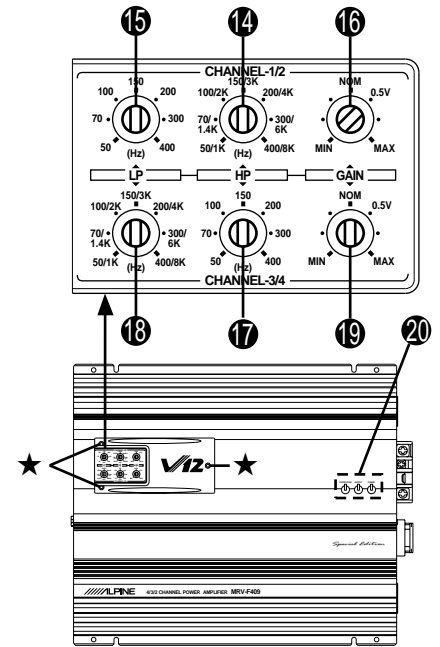 15 14 16
CHANNEL-1/2
150 150/3K NOM
100 200 100/2K 200/4K 0.5V
70 300 70/1.4K 300/6K
50 (Hz) 400 50/1K (Hz) 400/8K MIN MAX
LP HP GAIN
150/3K 150 NOM
100/2K 200/4K 100 200 0.5V
70/1.4K 300/6K 70 300
50/1K (Hz) 400/8K 50 (Hz) 400 MIN MAX
CHANNEL-3/4
18 17 19 20
★ V12 ★
Special Edition
ALPINE 4/3/2 CHANNEL POWER AMPLIFIER MRV-F409